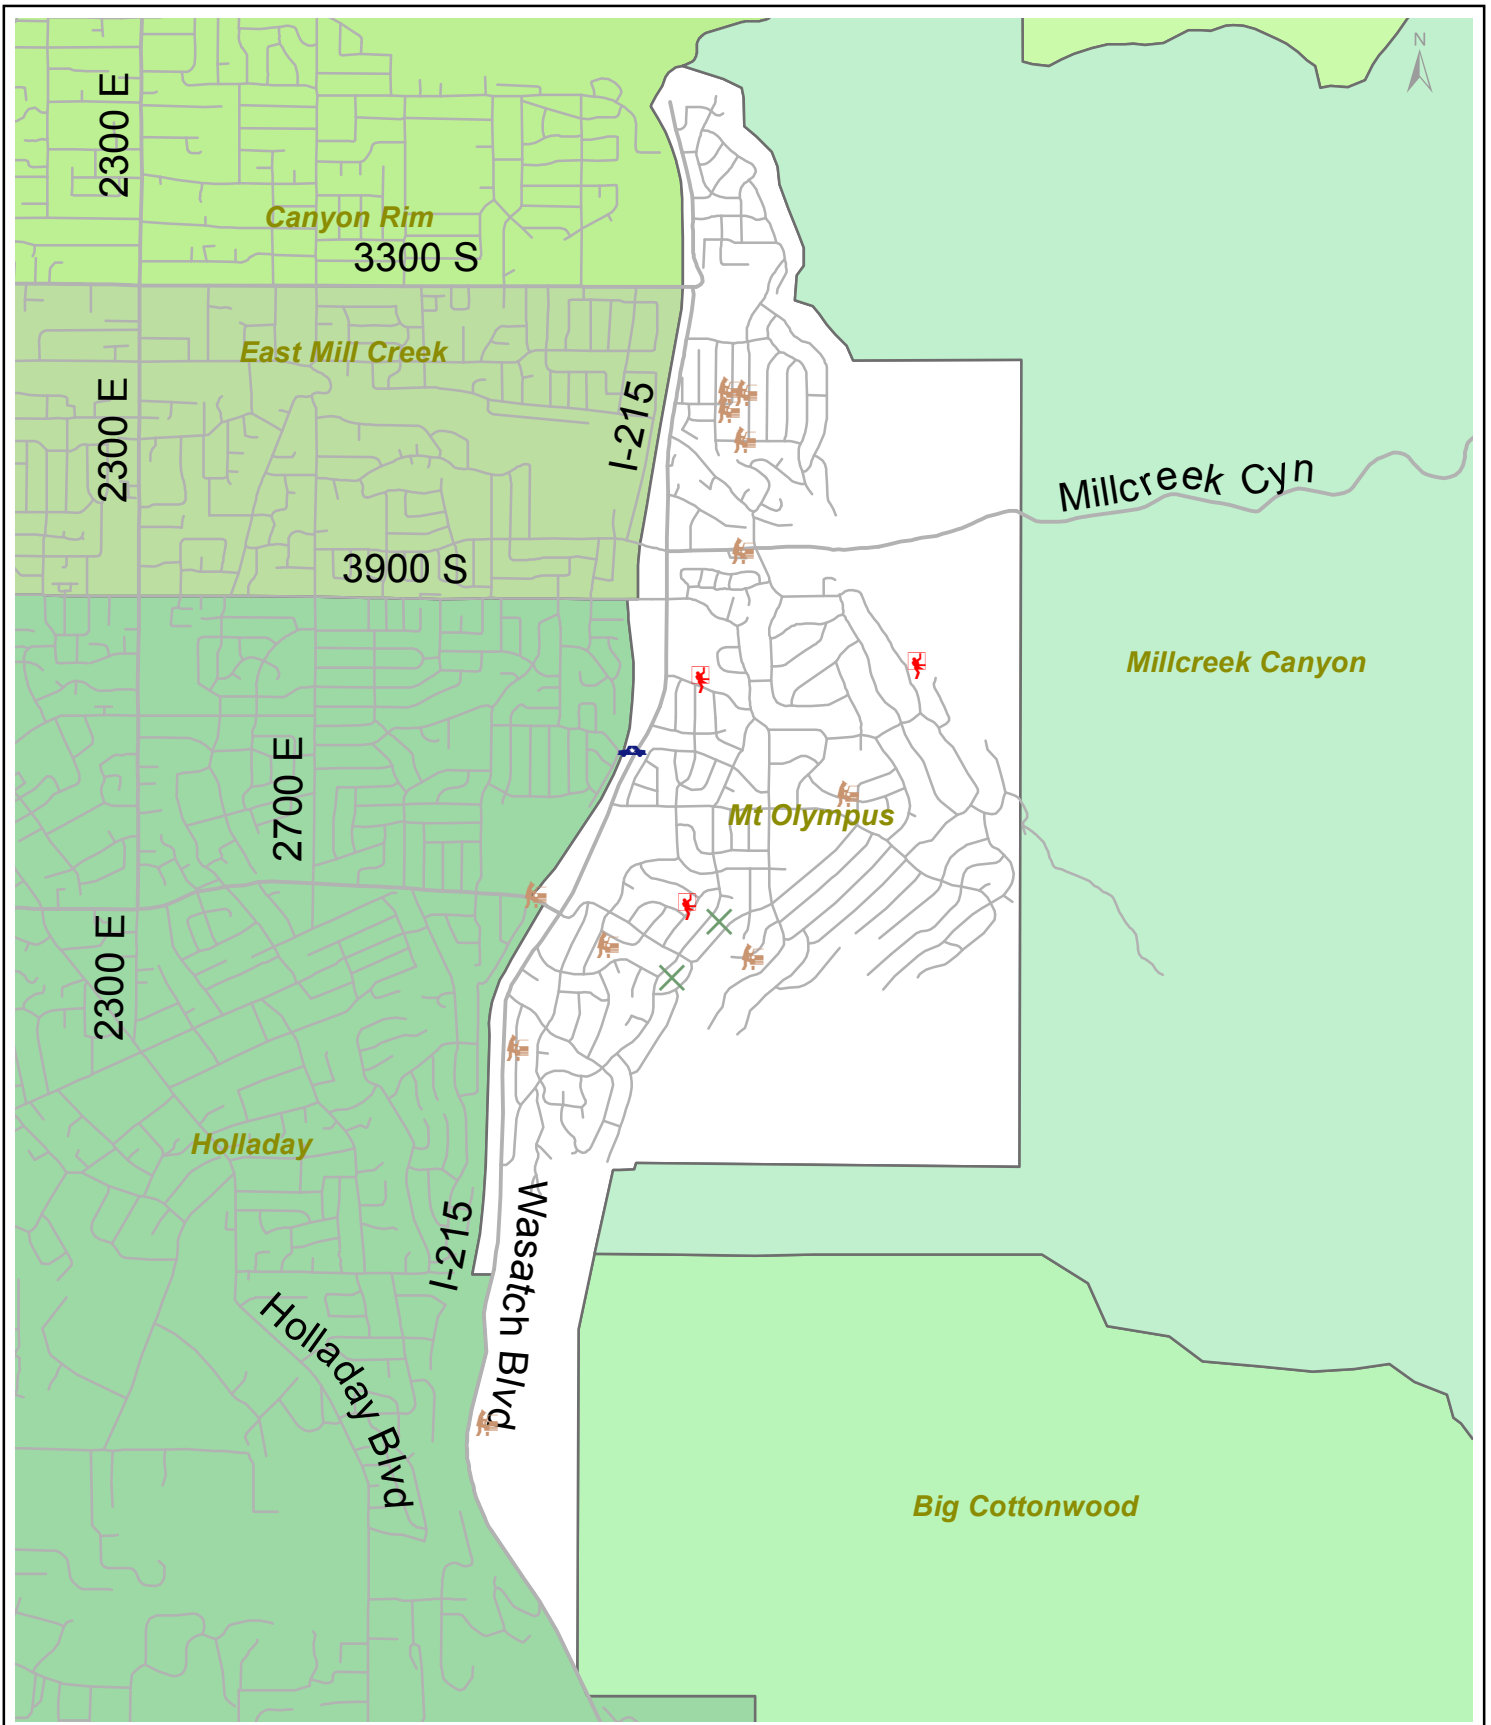 N
2300 E
Canyon Rim
3300 S
East Mill Creek
2300 E
I-215
Millcreek Cyn
3900 S
Millcreek Canyon
2700 E
Mt Olympus
2300 E
Holladay
I-215
Wasatch Blvd
Holladay Blvd
Big Cottonwood